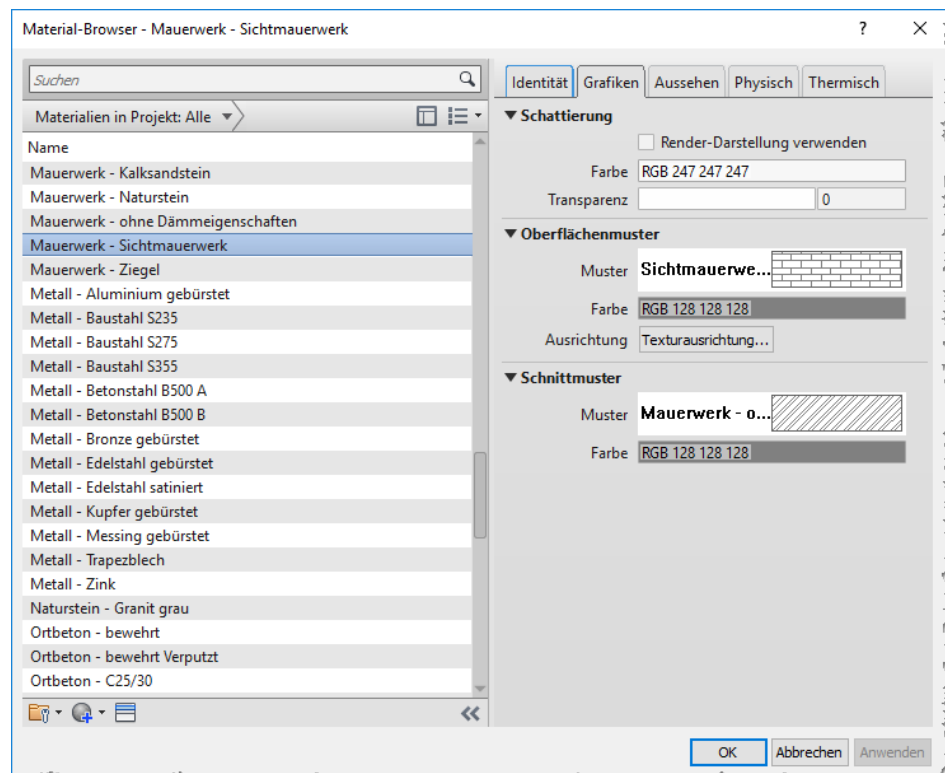 Material-Browser - Mauerwerk - Sichtmauerwerk
?
Suchen
Materialien in Projekt: Alle
Name
Mauerwerk - Kalksandstein
Mauerwerk - Naturstein
Mauerwerk - ohne Dämmeigenschaften
Mauerwerk - Sichtmauerwerk
Mauerwerk - Ziegel
Metall - Aluminium gebürstet
Metall - Baustahl S235
Metall - Baustahl S275
Metall - Baustahl S355
Metall - Betonstahl B500 A
Metall - Betonstahl B500 B
Metall - Bronze gebürstet
Metall - Edelstahl gebürstet
Metall - Edelstahl satiniert
Metall - Kupfer gebürstet
Metall - Messing gebürstet
Metall - Trapezblech
Metall - Zink
Naturstein - Granit grau
Ortbeton - bewehrt
Ortbeton - bewehrt Verputzt
Ortbeton - C25/30
Identität Grafiken Aussehen Physisch Thermisch
Schattierung
Render-Darstellung verwenden
Farbe RGB 247 247 247
Transparenz 0
Oberflächenmuster
Muster Sichtmauerwe...
Farbe RGB 128 128 128
Ausrichtung Texturausrichtung...
Schnittmuster
Muster Mauerwerk - o...
Farbe RGB 128 128 128
OK Abbrechen Anwenden